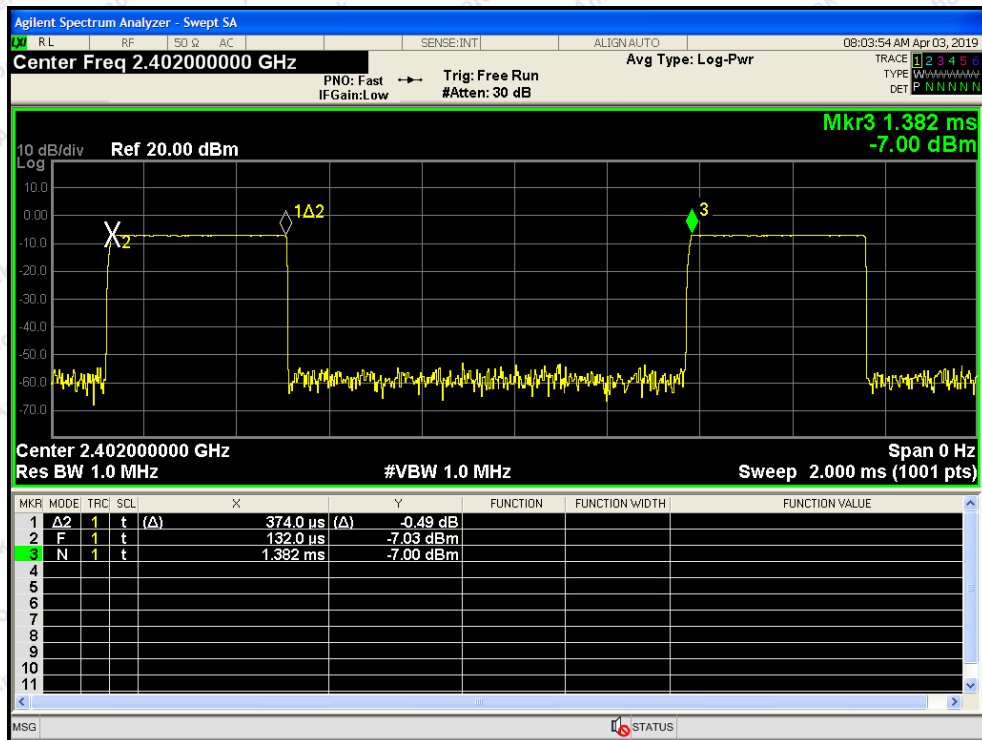 Agilent Spectrum Analyzer - Swept SA
LXI RL RF 50 Ω AC SENSE:INT ALIGN AUTO 08:03:54 AM Apr 03, 2019
Center Freq 2.402000000 GHz Avg Type: Log-Pwr TRACE 1 2 3 4 5 6
PNO: Fast Trig: Free Run TYPE WWWWWW
IFGain:Low #Atten: 30 dB DET P N N N N N
Mkr3 1.382 ms
10 dB/div Ref 20.00 dBm -7.00 dBm
Log
10.0
0.00
-10.0
-20.0
-30.0
-40.0
-50.0
-60.0
-70.0
X2
1Δ2
3
Center 2.402000000 GHz Span 0 Hz
Res BW 1.0 MHz #VBW 1.0 MHz Sweep 2.000 ms (1001 pts)
MKR MODE TRC SCL X Y FUNCTION FUNCTION WIDTH FUNCTION VALUE
1 Δ2 1 t (Δ) 374.0 µs (Δ) -0.49 dB
2 F 1 t 132.0 µs -7.03 dBm
3 N 1 t 1.382 ms -7.00 dBm
4
5
6
7
8
9
10
11
MSG STATUS